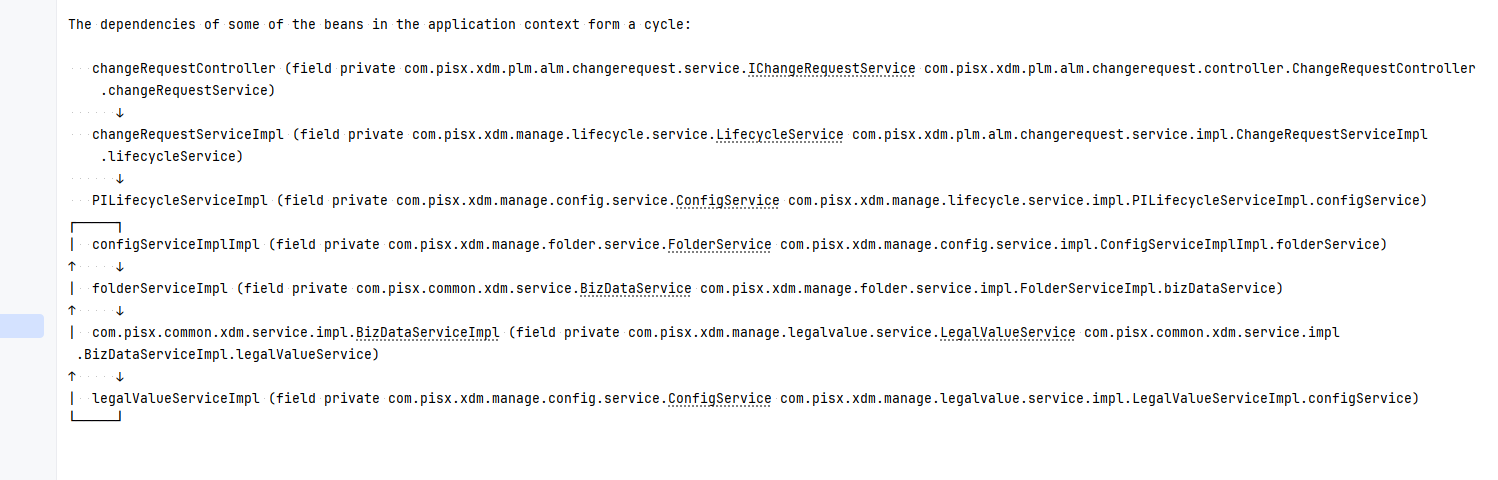 The dependencies of some of the beans in the application context form a cycle:
changeRequestController (field private com.pisx.xdm.plm.alm.changerequest.service.IChangeRequestService com.pisx.xdm.plm.alm.changerequest.controller.ChangeRequestController
.changeRequestService)
↓
changeRequestServiceImpl (field private com.pisx.xdm.manage.lifecycle.service.LifecycleService com.pisx.xdm.plm.alm.changerequest.service.impl.ChangeRequestServiceImpl
.lifecycleService)
↓
PILifecycleServiceImpl (field private com.pisx.xdm.manage.config.service.ConfigService com.pisx.xdm.manage.lifecycle.service.impl.PILifecycleServiceImpl.configService)
┌─────┐
| configServiceImplImpl (field private com.pisx.xdm.manage.folder.service.FolderService com.pisx.xdm.manage.config.service.impl.ConfigServiceImplImpl.folderService)
↑ ↓
| folderServiceImpl (field private com.pisx.common.xdm.service.BizDataService com.pisx.xdm.manage.folder.service.impl.FolderServiceImpl.bizDataService)
↑ ↓
| com.pisx.common.xdm.service.impl.BizDataServiceImpl (field private com.pisx.xdm.manage.legalvalue.service.LegalValueService com.pisx.common.xdm.service.impl
.BizDataServiceImpl.legalValueService)
↑ ↓
| legalValueServiceImpl (field private com.pisx.xdm.manage.config.service.ConfigService com.pisx.xdm.manage.legalvalue.service.impl.LegalValueServiceImpl.configService)
└─────┘